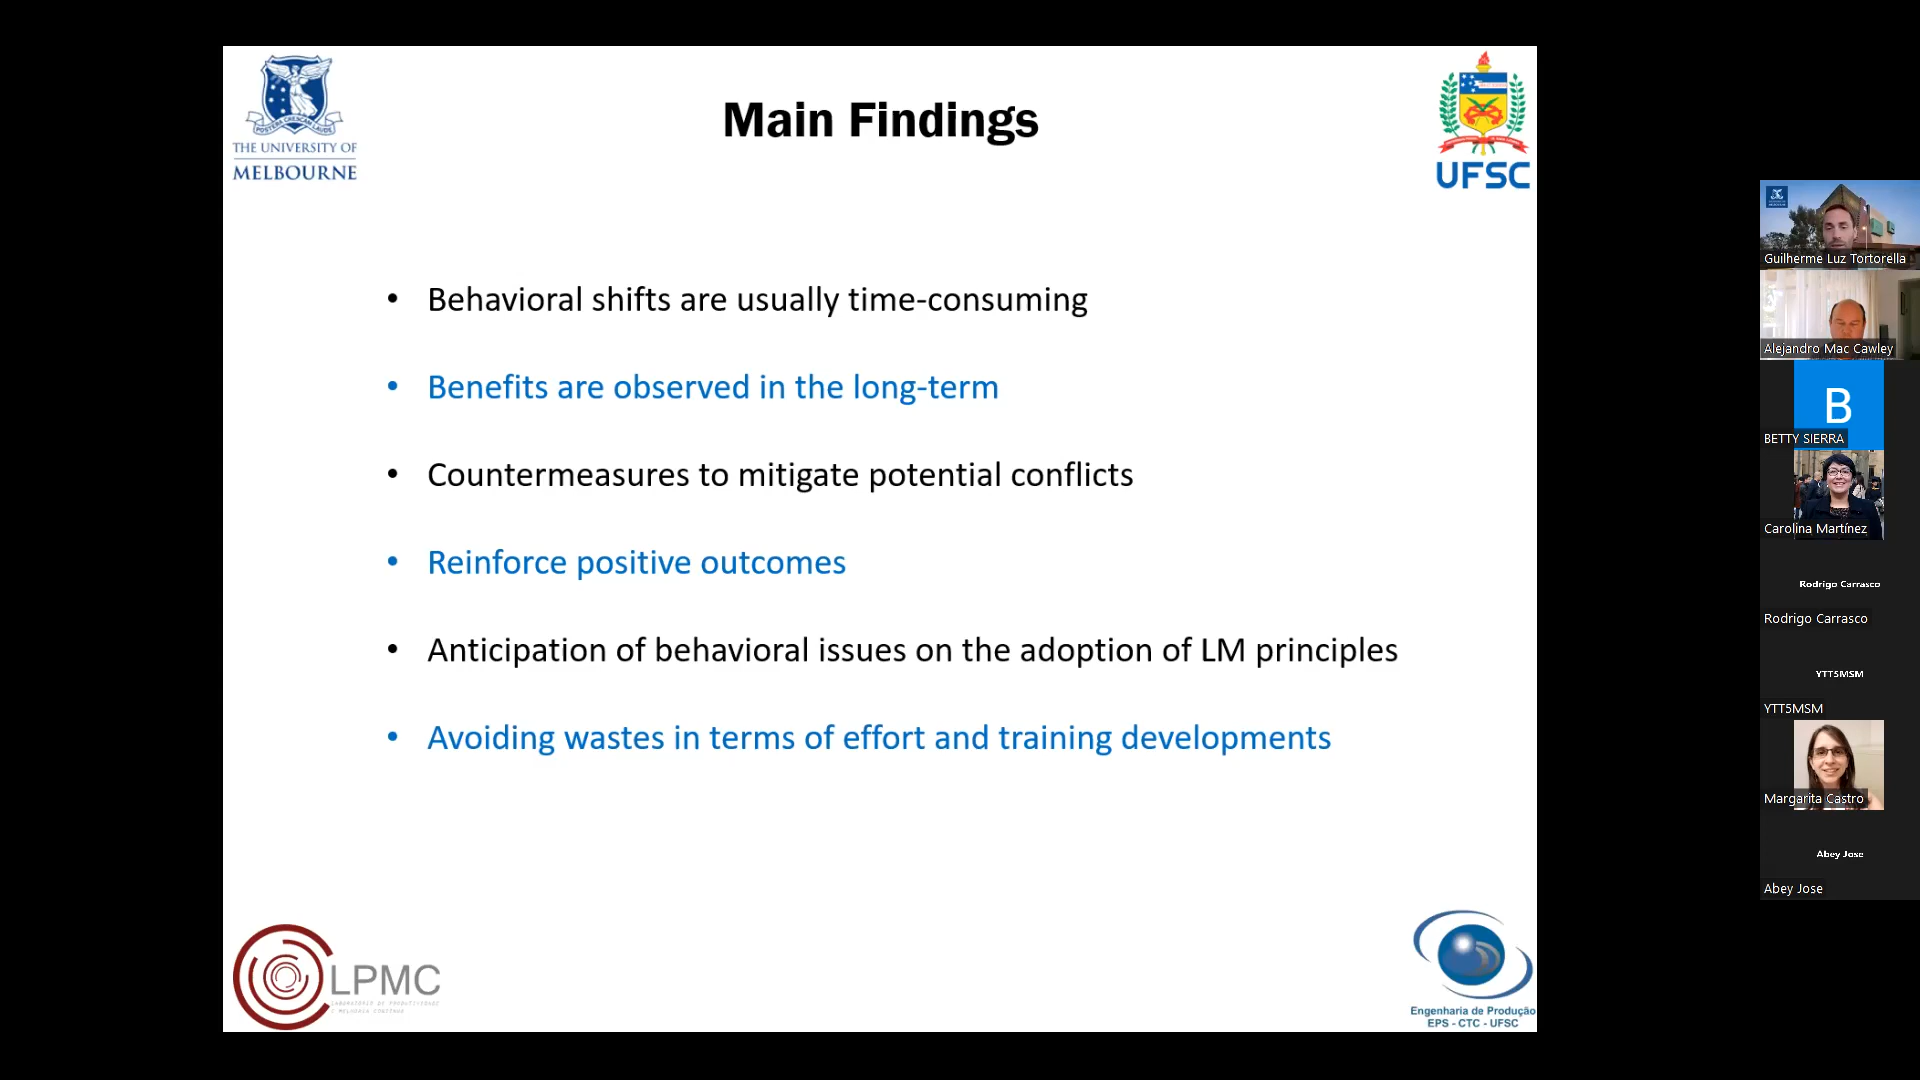 Main Findings
THE UNIVERSITY OF
MELBOURNE
UFSC
• Behavioral shifts are usually time-consuming
• Benefits are observed in the long-term
• Countermeasures to mitigate potential conflicts
• Reinforce positive outcomes
• Anticipation of behavioral issues on the adoption of LM principles
• Avoiding wastes in terms of effort and training developments
LPMC
Engenharia de Produção
EPS - CTC - UFSC
Guilherme Luz Tortorella
Alejandro Mac Cawley
B
BETTY SIERRA
Carolina Martínez
Rodrigo Carrasco
Rodrigo Carrasco
YTT5MSM
YTT5MSM
Margarita Castro
Abey Jose
Abey Jose